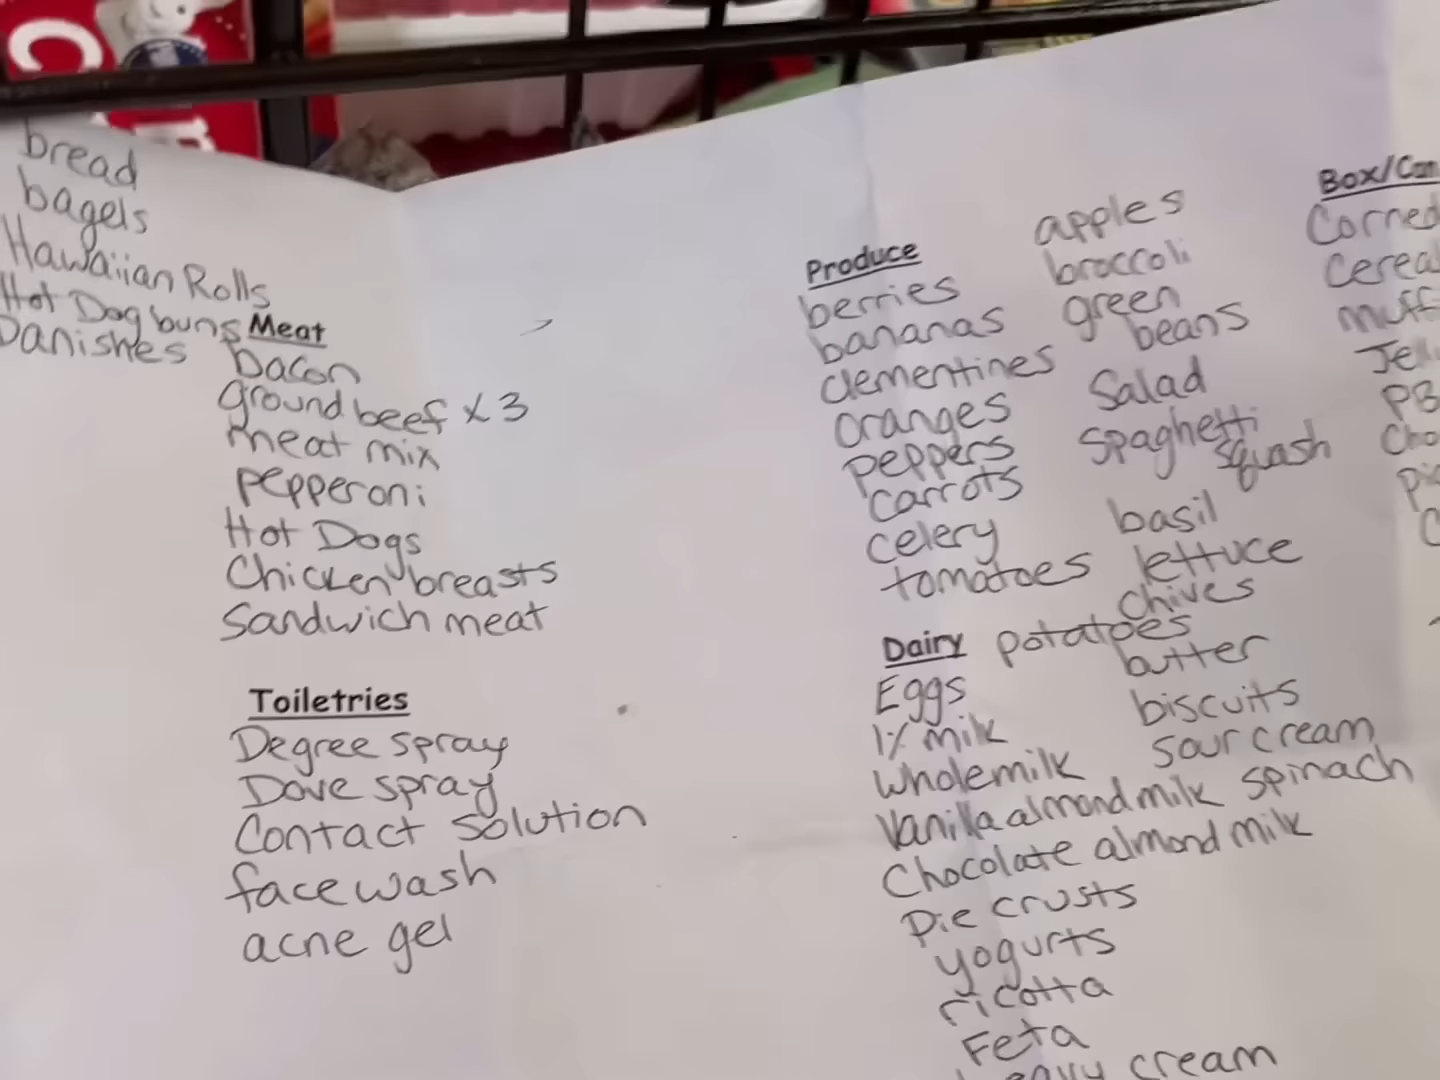 bread
bagels
Hawaiian Rolls
Hot Dog buns
Danishes
Meat
bacon
ground beef x 3
meat mix
pepperoni
Hot Dogs
Chicken breasts
Sandwich meat
Toiletries
Degree spray
Dove spray
Contact solution
face wash
acne gel
Produce
berries
bananas
clementines
oranges
peppers
carrots
celery
tomatoes
potatoes
apples
broccoli
green
beans
Salad
Spaghetti
squash
basil
lettuce
chives
Dairy
Eggs
1% milk
Whole milk
Vanilla almond milk
Chocolate almond milk
Pie crusts
yogurts
ricotta
Feta
cream
butter
biscuits
sour cream
spinach
Box/
Corned
PB